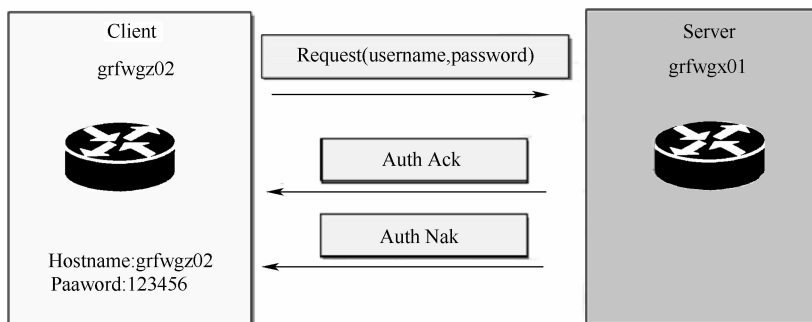 Client
grfwgz02
Request(username,password)
Server
grfwgx01
Auth Ack
Auth Nak
Hostname:grfwgz02
Paaword:123456